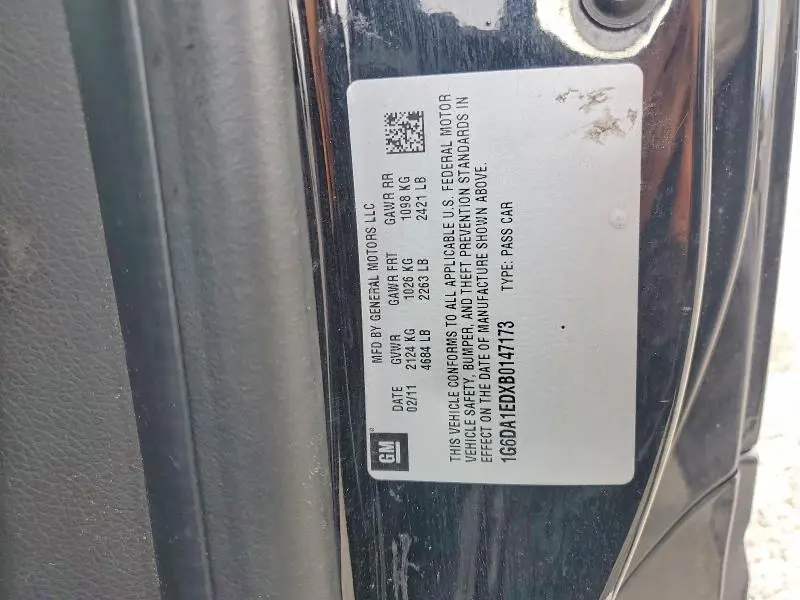 MFD BY GENERAL MOTORS LLC
DATE GVWR GAWR FRT GAWR RR
02/11 2124 KG 1026 KG 1098 KG
4684 LB 2263 LB 2421 LB
GM
THIS VEHICLE CONFORMS TO ALL APPLICABLE U.S. FEDERAL MOTOR
VEHICLE SAFETY, BUMPER, AND THEFT PREVENTION STANDARDS IN
EFFECT ON THE DATE OF MANUFACTURE SHOWN ABOVE.
1G6DA1EDXB0147173 TYPE: PASS CAR